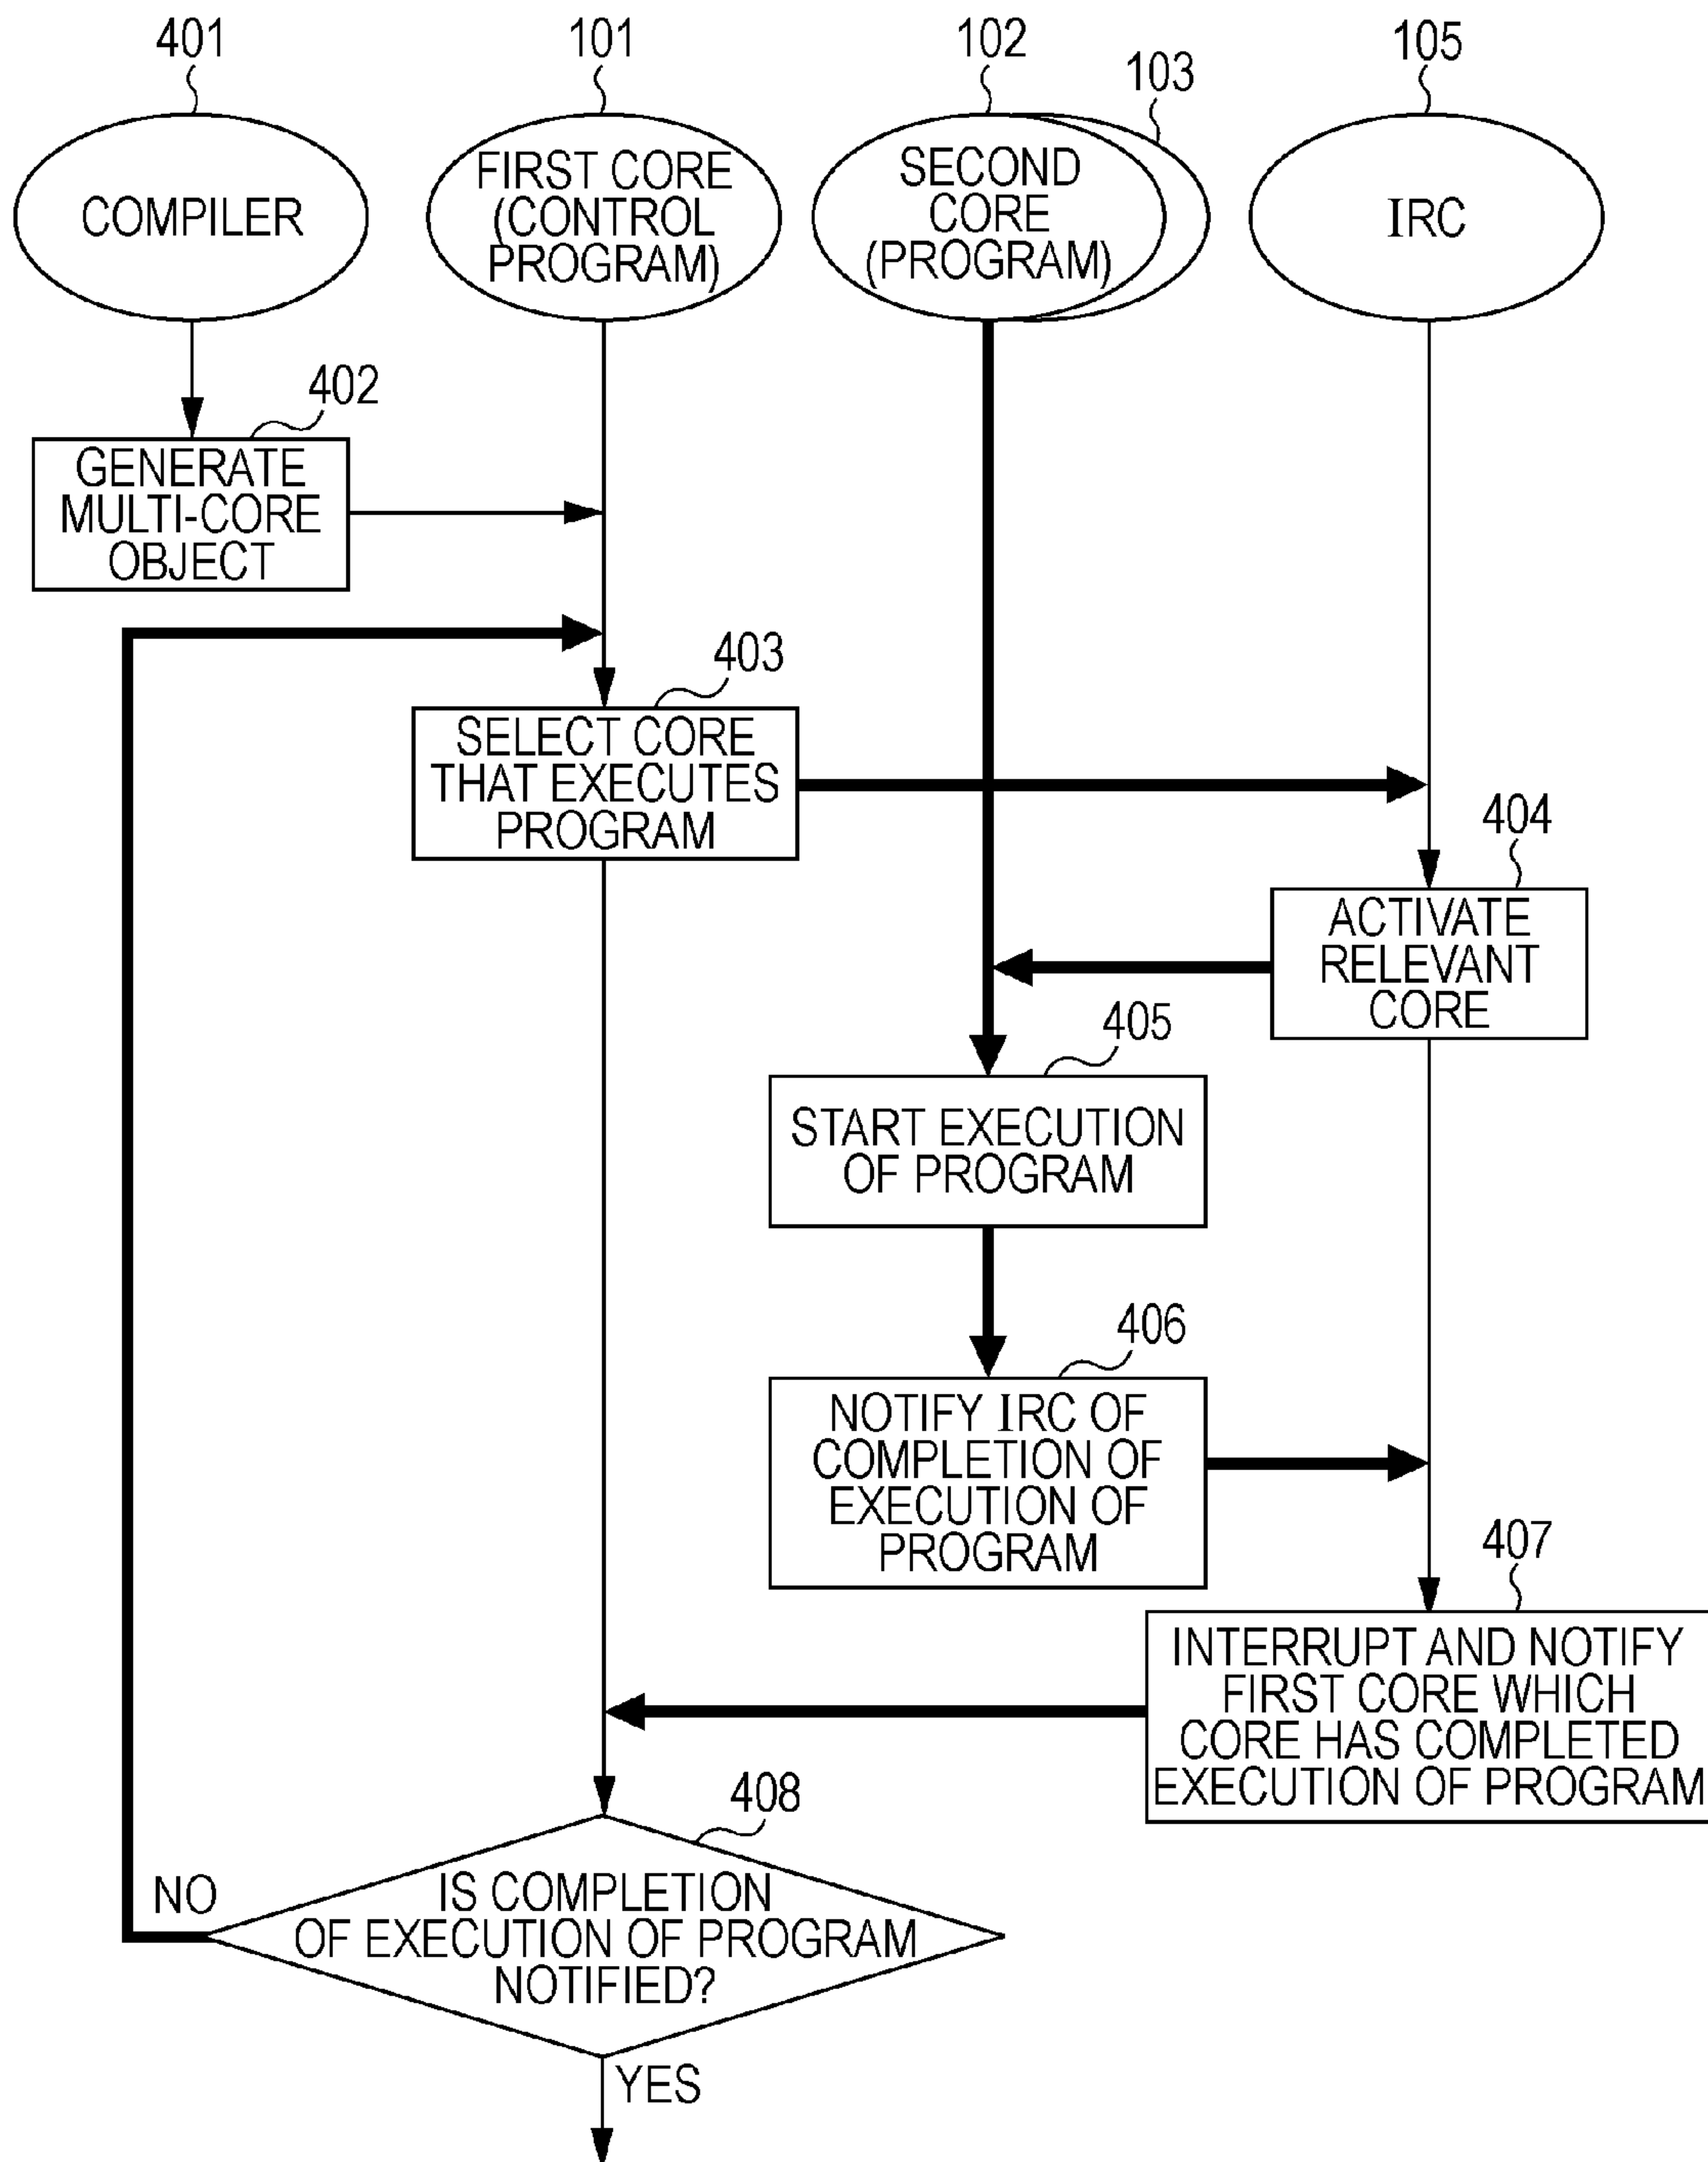 401
101
102
103
105
COMPILER
FIRST CORE
(CONTROL
PROGRAM)
SECOND
CORE
(PROGRAM)
IRC
402
GENERATE
MULTI-CORE
OBJECT
403
SELECT CORE
THAT EXECUTES
PROGRAM
404
ACTIVATE
RELEVANT
CORE
405
START EXECUTION
OF PROGRAM
406
NOTIFY IRC OF
COMPLETION OF
EXECUTION OF
PROGRAM
407
INTERRUPT AND NOTIFY
FIRST CORE WHICH
CORE HAS COMPLETED
EXECUTION OF PROGRAM
408
IS COMPLETION
OF EXECUTION OF PROGRAM
NOTIFIED?
NO
YES